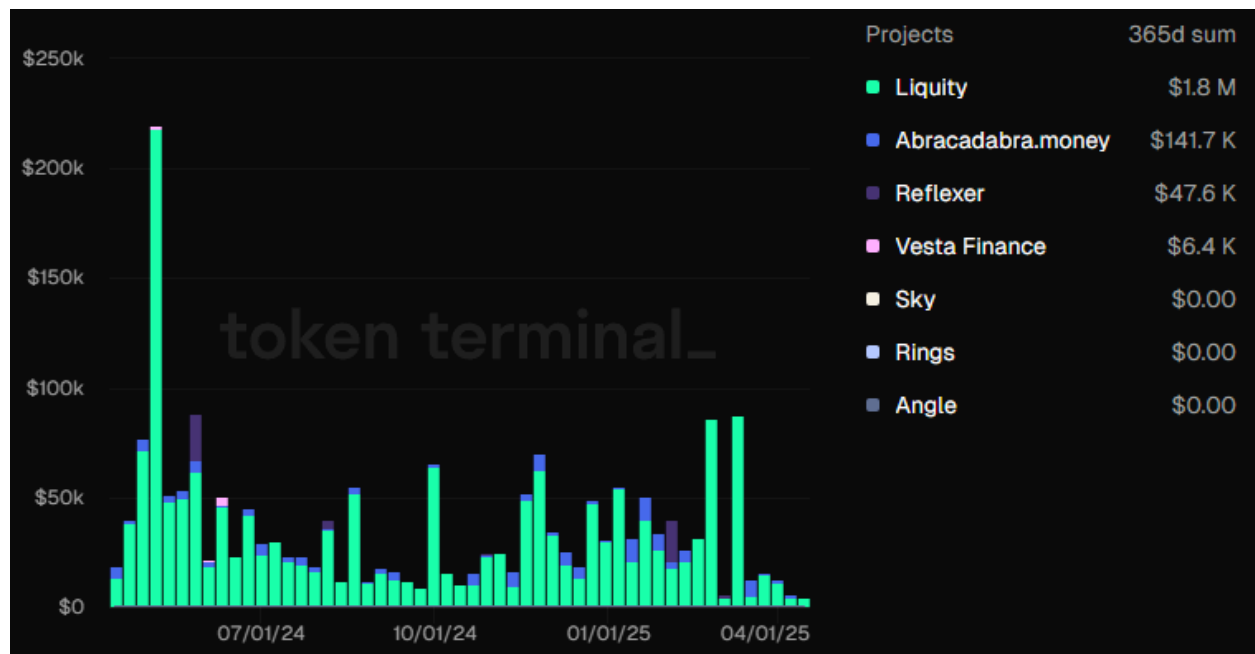 $250k
$200k
$150k
$100k
$50k
$0
07/01/24 10/01/24 01/01/25 04/01/25
token terminal_
Projects 365d sum
Liquity $1.8 M
Abracadabra.money $141.7 K
Reflexer $47.6 K
Vesta Finance $6.4 K
Sky $0.00
Rings $0.00
Angle $0.00